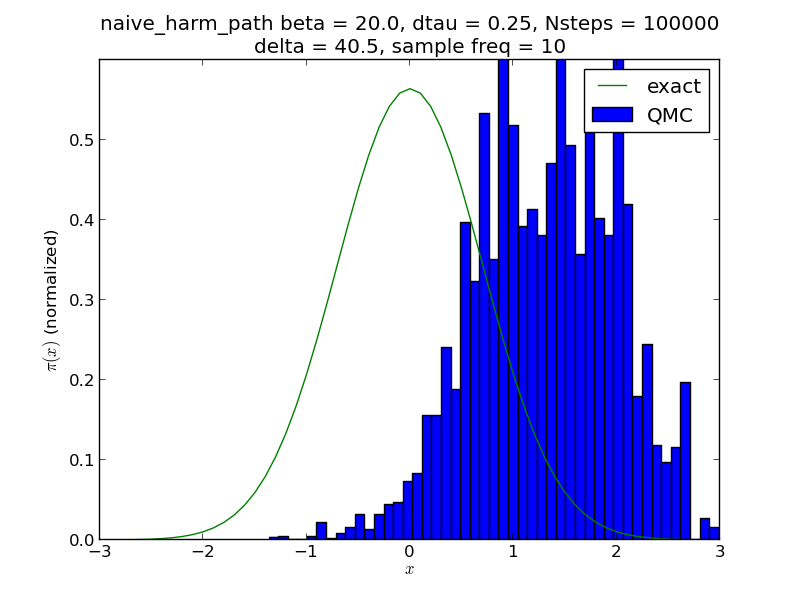 naive_harm_path beta = 20.0, dtau = 0.25, Nsteps = 100000
delta = 40.5, sample freq = 10
exact
QMC
0.5
0.4
0.3
0.2
0.1
0.0
π(x) (normalized)
−3 −2 −1 0 1 2 3
x